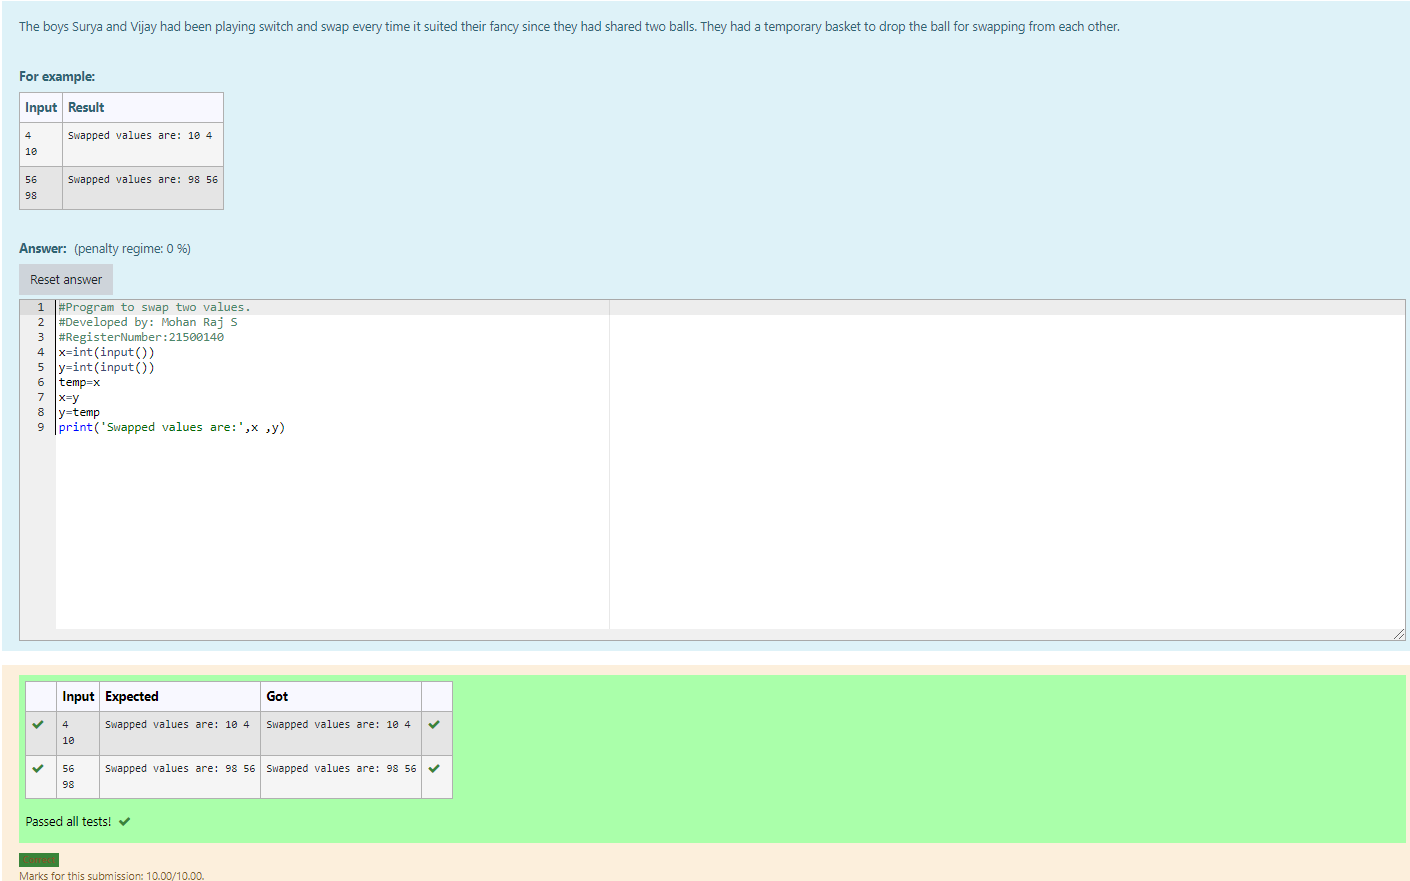 The boys Surya and Vijay had been playing switch and swap every time it suited their fancy since they had shared two balls. They had a temporary basket to drop the ball for swapping from each other.
For example:
Input Result
4 Swapped values are: 10 4
10
56 Swapped values are: 98 56
98
Answer: (penalty regime: 0 %)
Reset answer
1 #Program to swap two values.
2 #Developed by: Mohan Raj S
3 #RegisterNumber:21500140
4 x=int(input())
5 y=int(input())
6 temp=x
7 x=y
8 y=temp
9 print('Swapped values are:',x ,y)
Input Expected Got
4 Swapped values are: 10 4 Swapped values are: 10 4
10
56 Swapped values are: 98 56 Swapped values are: 98 56
98
Passed all tests!
Correct
Marks for this submission: 10.00/10.00.